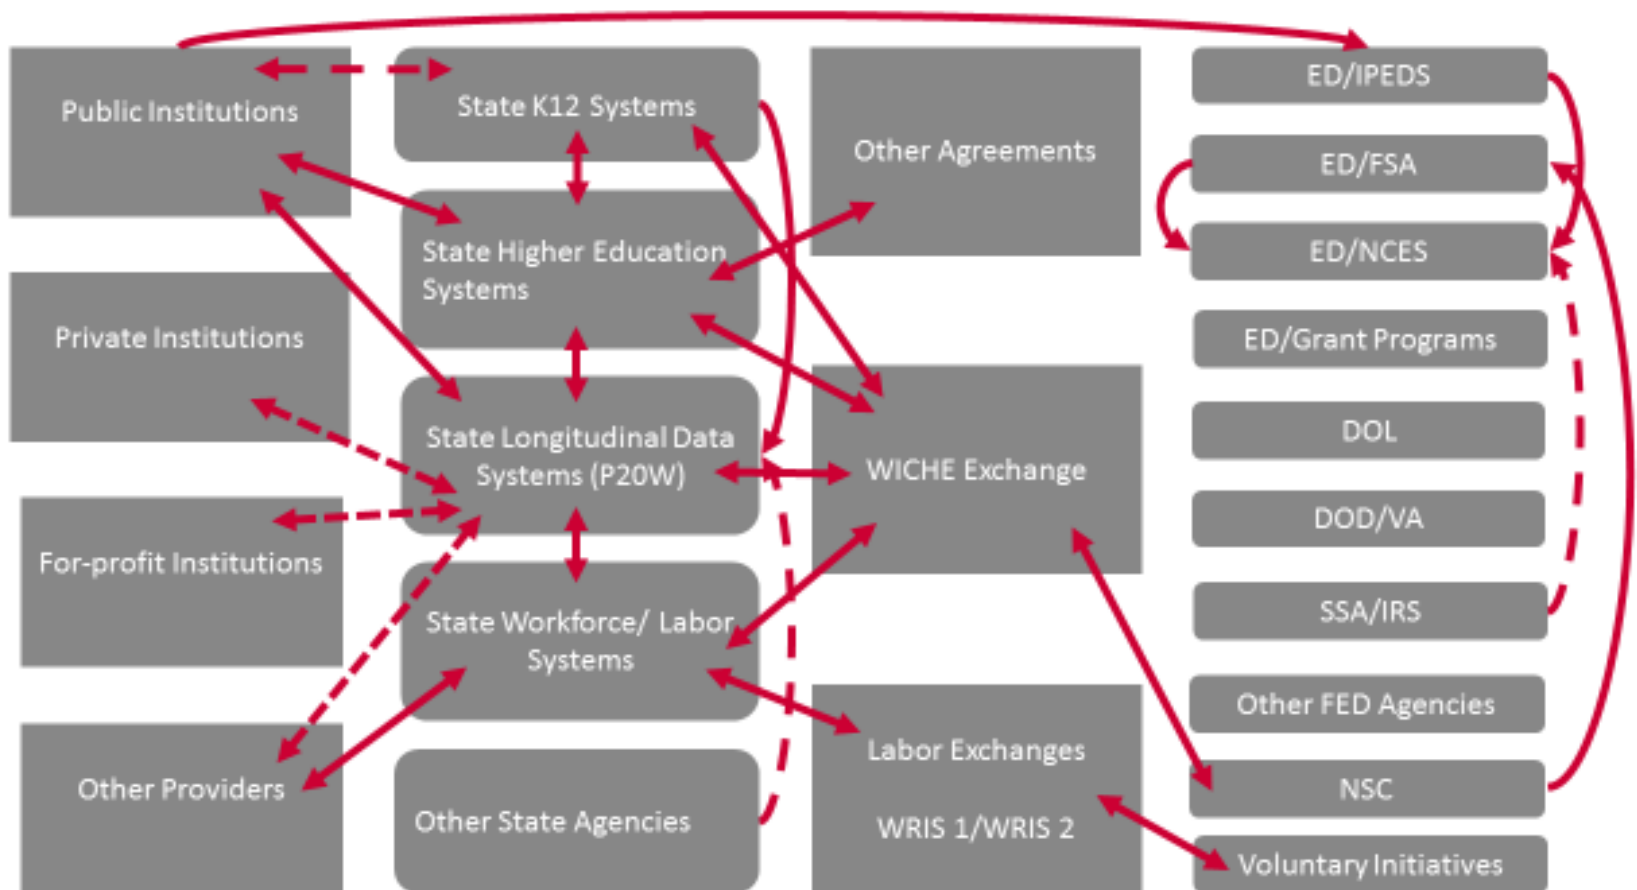 Public Institutions
Private Institutions
For-profit Institutions
Other Providers
State K12 Systems
State Higher Education
Systems
State Longitudinal Data
Systems (P20W)
State Workforce/ Labor
Systems
Other State Agencies
Other Agreements
WICHE Exchange
Labor Exchanges
WRIS 1/WRIS 2
ED/IPEDS
ED/FSA
ED/NCES
ED/Grant Programs
DOL
DOD/VA
SSA/IRS
Other FED Agencies
NSC
Voluntary Initiatives